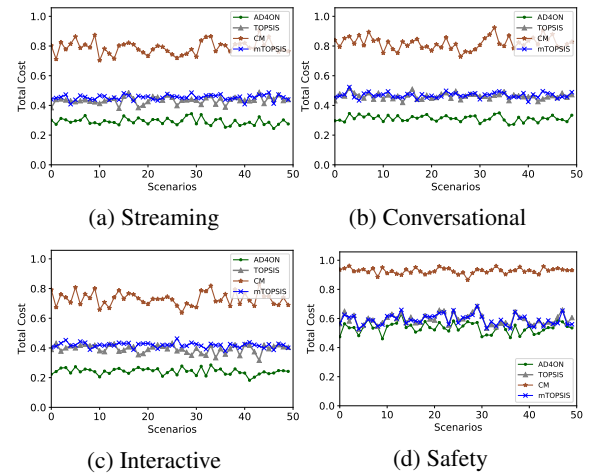 1.0
0.8
0.6
0.4
0.2
0.0
Total Cost
0 10 20 30 40 50
Scenarios
AD4ON
TOPSIS
CM
mTOPSIS
(a) Streaming
1.0
0.8
0.6
0.4
0.2
0.0
Total Cost
0 10 20 30 40 50
Scenarios
AD4ON
TOPSIS
CM
mTOPSIS
(b) Conversational
1.0
0.8
0.6
0.4
0.2
0.0
Total Cost
0 10 20 30 40 50
Scenarios
AD4ON
TOPSIS
CM
mTOPSIS
(c) Interactive
1.0
0.8
0.6
0.4
0.2
0.0
Total Cost
0 10 20 30 40 50
Scenarios
AD4ON
TOPSIS
CM
mTOPSIS
(d) Safety